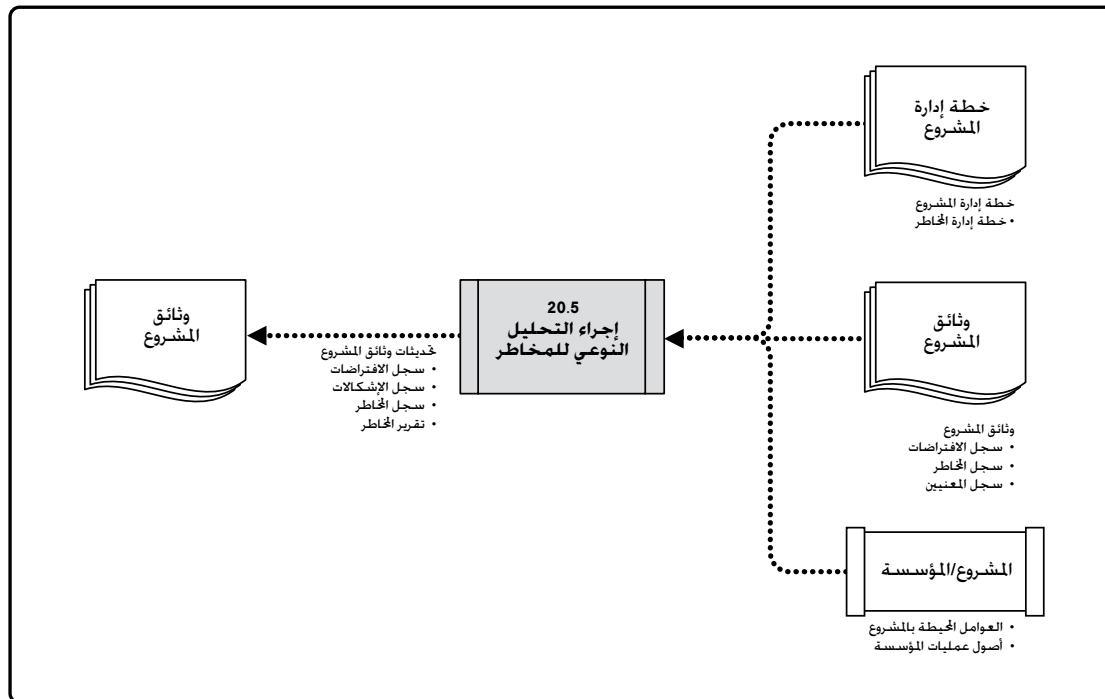 خطة إدارة
المشروع
خطة إدارة المشروع
• خطة إدارة المخاطر
وثائق
المشروع
وثائق المشروع
• سجل الافتراضات
• سجل المخاطر
• سجل المعنيين
المشروع/المؤسسة
• العوامل المحيطة بالمشروع
• أصول عمليات المؤسسة
20.5
إجراء التحليل
النوعي للمخاطر
تحديثات وثائق المشروع
• سجل الافتراضات
• سجل الإشكالات
• سجل المخاطر
• تقرير المخاطر
وثائق
المشروع